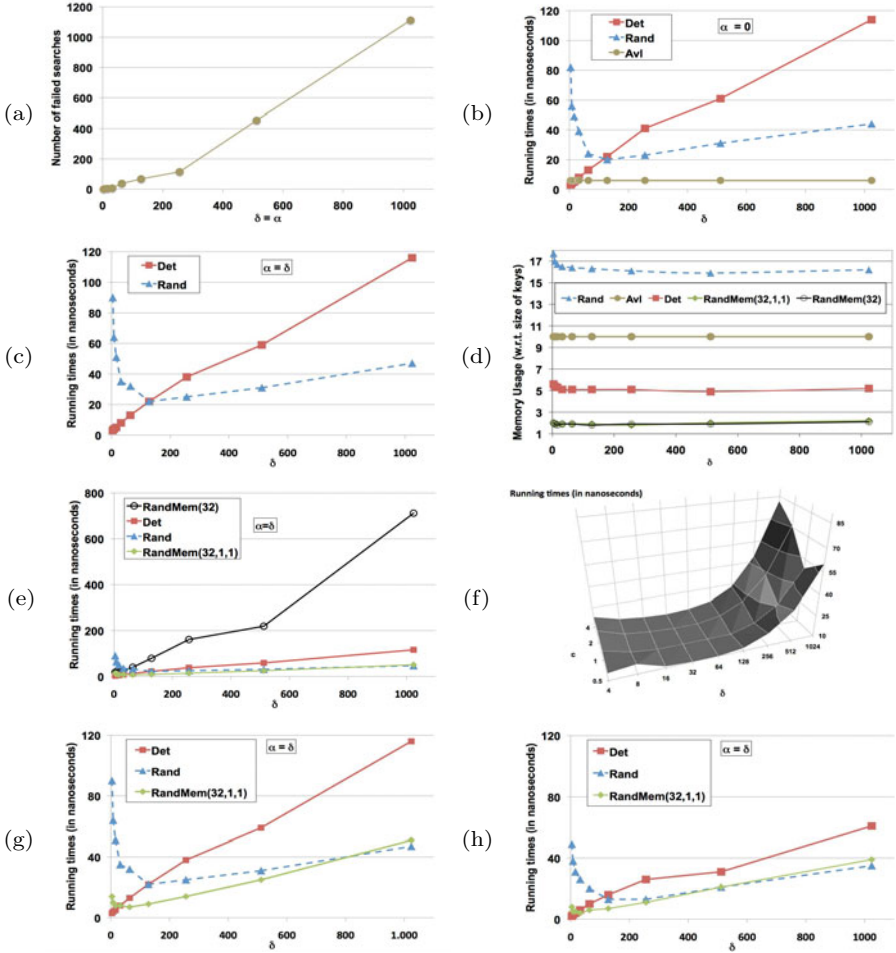 (a)
Number of failed searches
1200
1000
800
600
400
200
0
0 200 400 600 800 1000
δ = α
(b)
Running times (in nanoseconds)
120
100
80
60
40
20
0
Det
Rand
Avl
α = 0
0 200 400 600 800 1000
δ
(c)
Running times (in nanoseconds)
120
100
80
60
40
20
0
Det
Rand
α = δ
0 200 400 600 800 1000
δ
(d)
Memory Usage (w.r.t. size of keys)
17
15
13
11
9
7
5
3
1
Rand Avl Det RandMem(32,1,1) RandMem(32)
0 200 400 600 800 1000
δ
(e)
Running times (in nanoseconds)
800
600
400
200
0
RandMem(32)
Det
Rand
RandMem(32,1,1)
α=δ
0 200 400 600 800 1000
δ
(f)
Running times (in nanoseconds)
85
70
55
40
25
10
4
2
1
0.5
c
4 8 16 32 64 128 256 512 1024
δ
(g)
Running times (in nanoseconds)
120
80
40
0
Det
Rand
RandMem(32,1,1)
α = δ
0 200 400 600 800 1.000
δ
(h)
Running times (in nanoseconds)
120
80
40
0
Det
Rand
RandMem(32,1,1)
α = δ
0 200 400 600 800 1000
δ